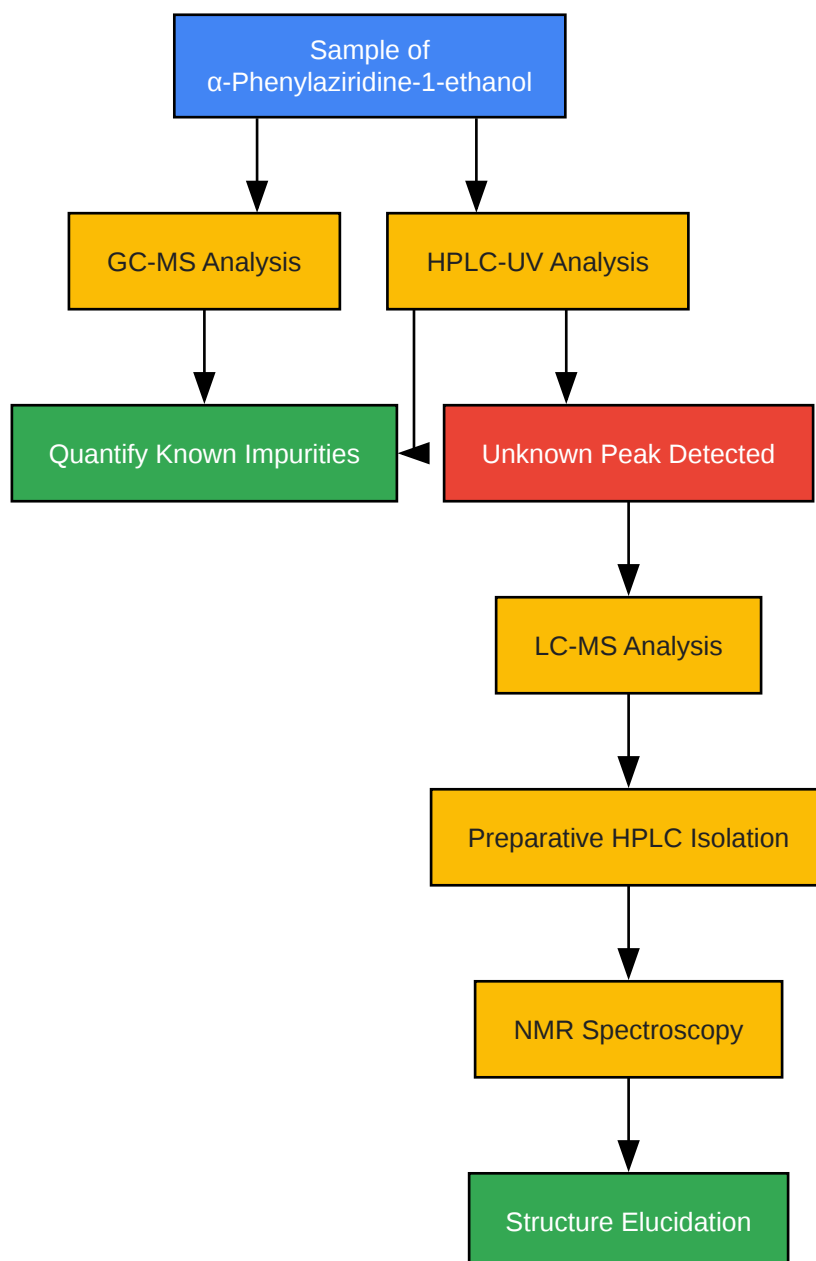 Sample of
α-Phenylaziridine-1-ethanol
GC-MS Analysis
HPLC-UV Analysis
Quantify Known Impurities
Unknown Peak Detected
LC-MS Analysis
Preparative HPLC Isolation
NMR Spectroscopy
Structure Elucidation